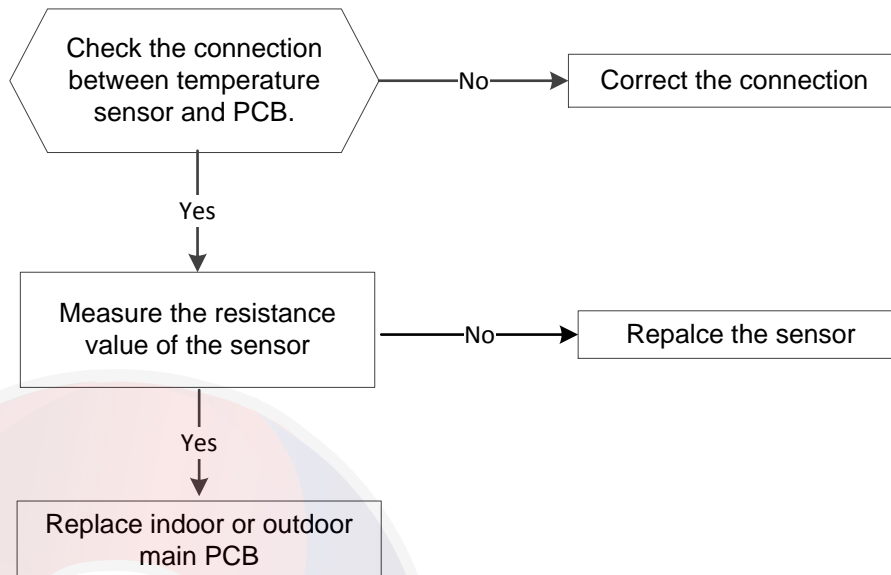 Check the connection
between temperature
sensor and PCB.
No
Correct the connection
Yes
Measure the resistance
value of the sensor
No
Repalce the sensor
Yes
Replace indoor or outdoor
main PCB